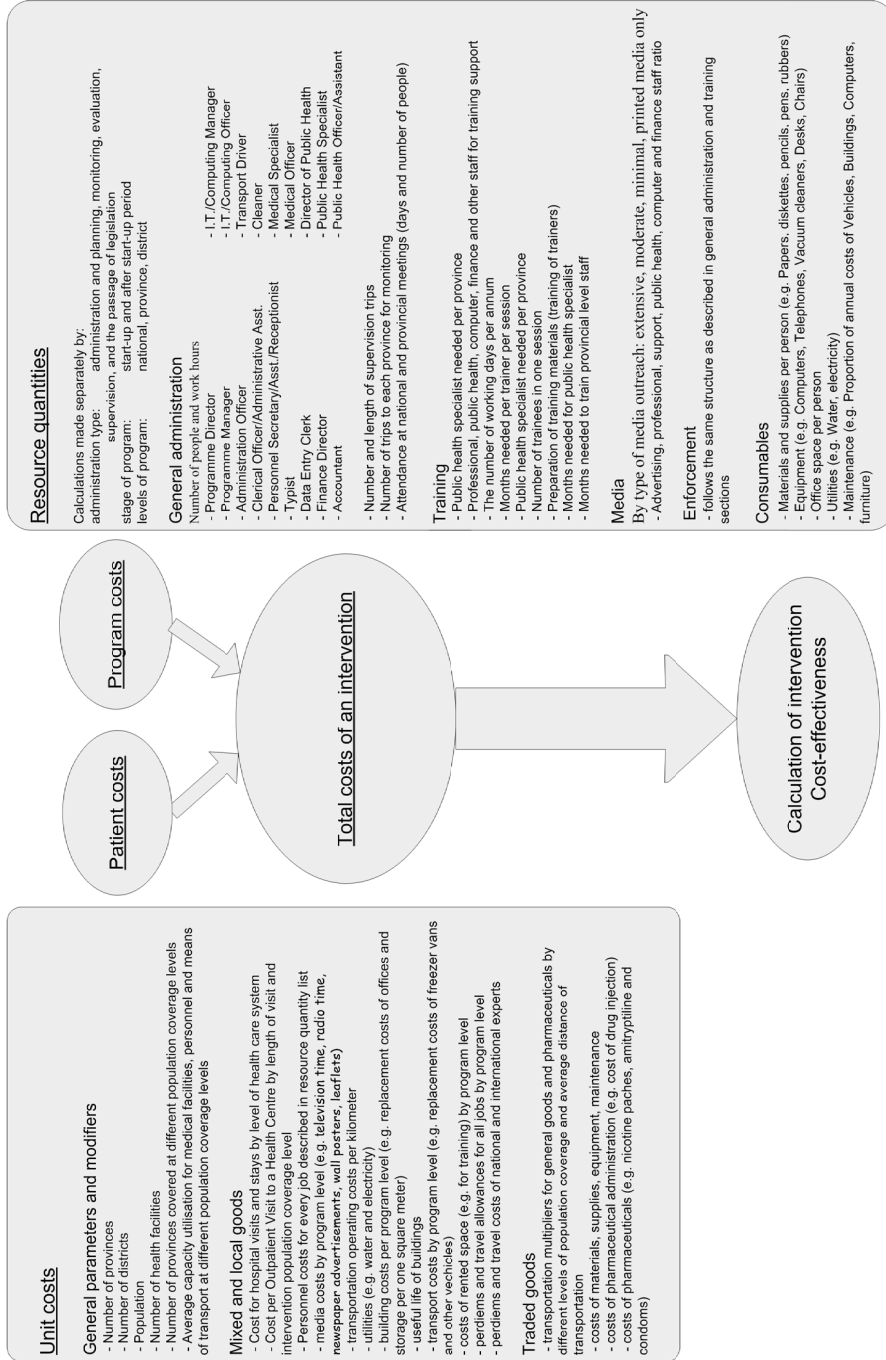 Unit costs
General parameters and modifiers
- Number of provinces
- Number of districts
- Population
- Number of health facilities
- Number of provinces covered at different population coverage levels
- Average capacity utilisation for medical facilities, personnel and means
of transport at different population coverage levels
Mixed and local goods
- Cost for hospital visits and stays by level of health care system
- Cost per Outpatient Visit to a Health Centre by length of visit and
intervention population coverage level
- Personnel costs for every job described in resource quantity list
- media costs by program level (e.g. television time, radio time,
newspaper advertisements, wall posters, leaflets)
- transportation operating costs per kilometer
- utilities (e.g. water and electricity)
- building costs per program level (e.g. replacement costs of offices and
storage per one square meter)
- useful life of buildings
- transport costs by program level (e.g. replacement costs of freezer vans
and other vechicles)
- costs of rented space (e.g. for training) by program level
- perdiems and travel allowances for all jobs by program level
- perdiems and travel costs of national and international experts
Traded goods
- transportation multipliers for general goods and pharmaceuticals by
different levels of population coverage and average distance of
transportation
- costs of materials, supplies, equipment, maintenance
- costs of pharmaceutical administration (e.g. cost of drug injection)
- costs of pharmaceuticals (e.g. nicotine paches, amitryptiline and
condoms)
Patient costs
Program costs
Total costs of an intervention
Calculation of intervention
Cost-effectiveness
Resource quantities
Calculations made separately by:
administration type: administration and planning, monitoring, evaluation,
supervision, and the passage of legislation
stage of program: start-up and after start-up period
levels of program: national, province, district
General administration
Number of people and work hours
- Programme Director
- Programme Manager
- Administration Officer
- Clerical Officer/Administrative Asst.
- Personnel Secretary/Asst./Receptionist
- Typist
- Data Entry Clerk
- Finance Director
- Accountant
- I.T./Computing Manager
- I.T./Computing Officer
- Transport Driver
- Cleaner
- Medical Specialist
- Medical Officer
- Director of Public Health
- Public Health Specialist
- Public Health Officer/Assistant
- Number and length of supervision trips
- Number of trips to each province for monitoring
- Attendance at national and provincial meetings (days and number of people)
Training
- Public health specialist needed per province
- Professional, public health, computer, finance and other staff for training support
- The number of working days per annum
- Months needed per trainer per session
- Public health specialist needed per province
- Number of trainees in one session
- Preparation of training materials (training of trainers)
- Months needed for public health specialist
- Months needed to train provincial level staff
Media
By type of media outreach: extensive, moderate, minimal, printed media only
- Advertising, professional, support, public health, computer and finance staff ratio
Enforcement
- follows the same structure as described in general administration and training
sections
Consumables
- Materials and supplies per person (e.g. Papers, diskettes, pencils, pens, rubbers)
- Equipment (e.g. Computers, Telephones, Vacuum cleaners, Desks, Chairs)
- Office space per person
- Utilities (e.g. Water, electricity)
- Maintenance (e.g. Proportion of annual costs of Vehicles, Buildings, Computers,
furniture)